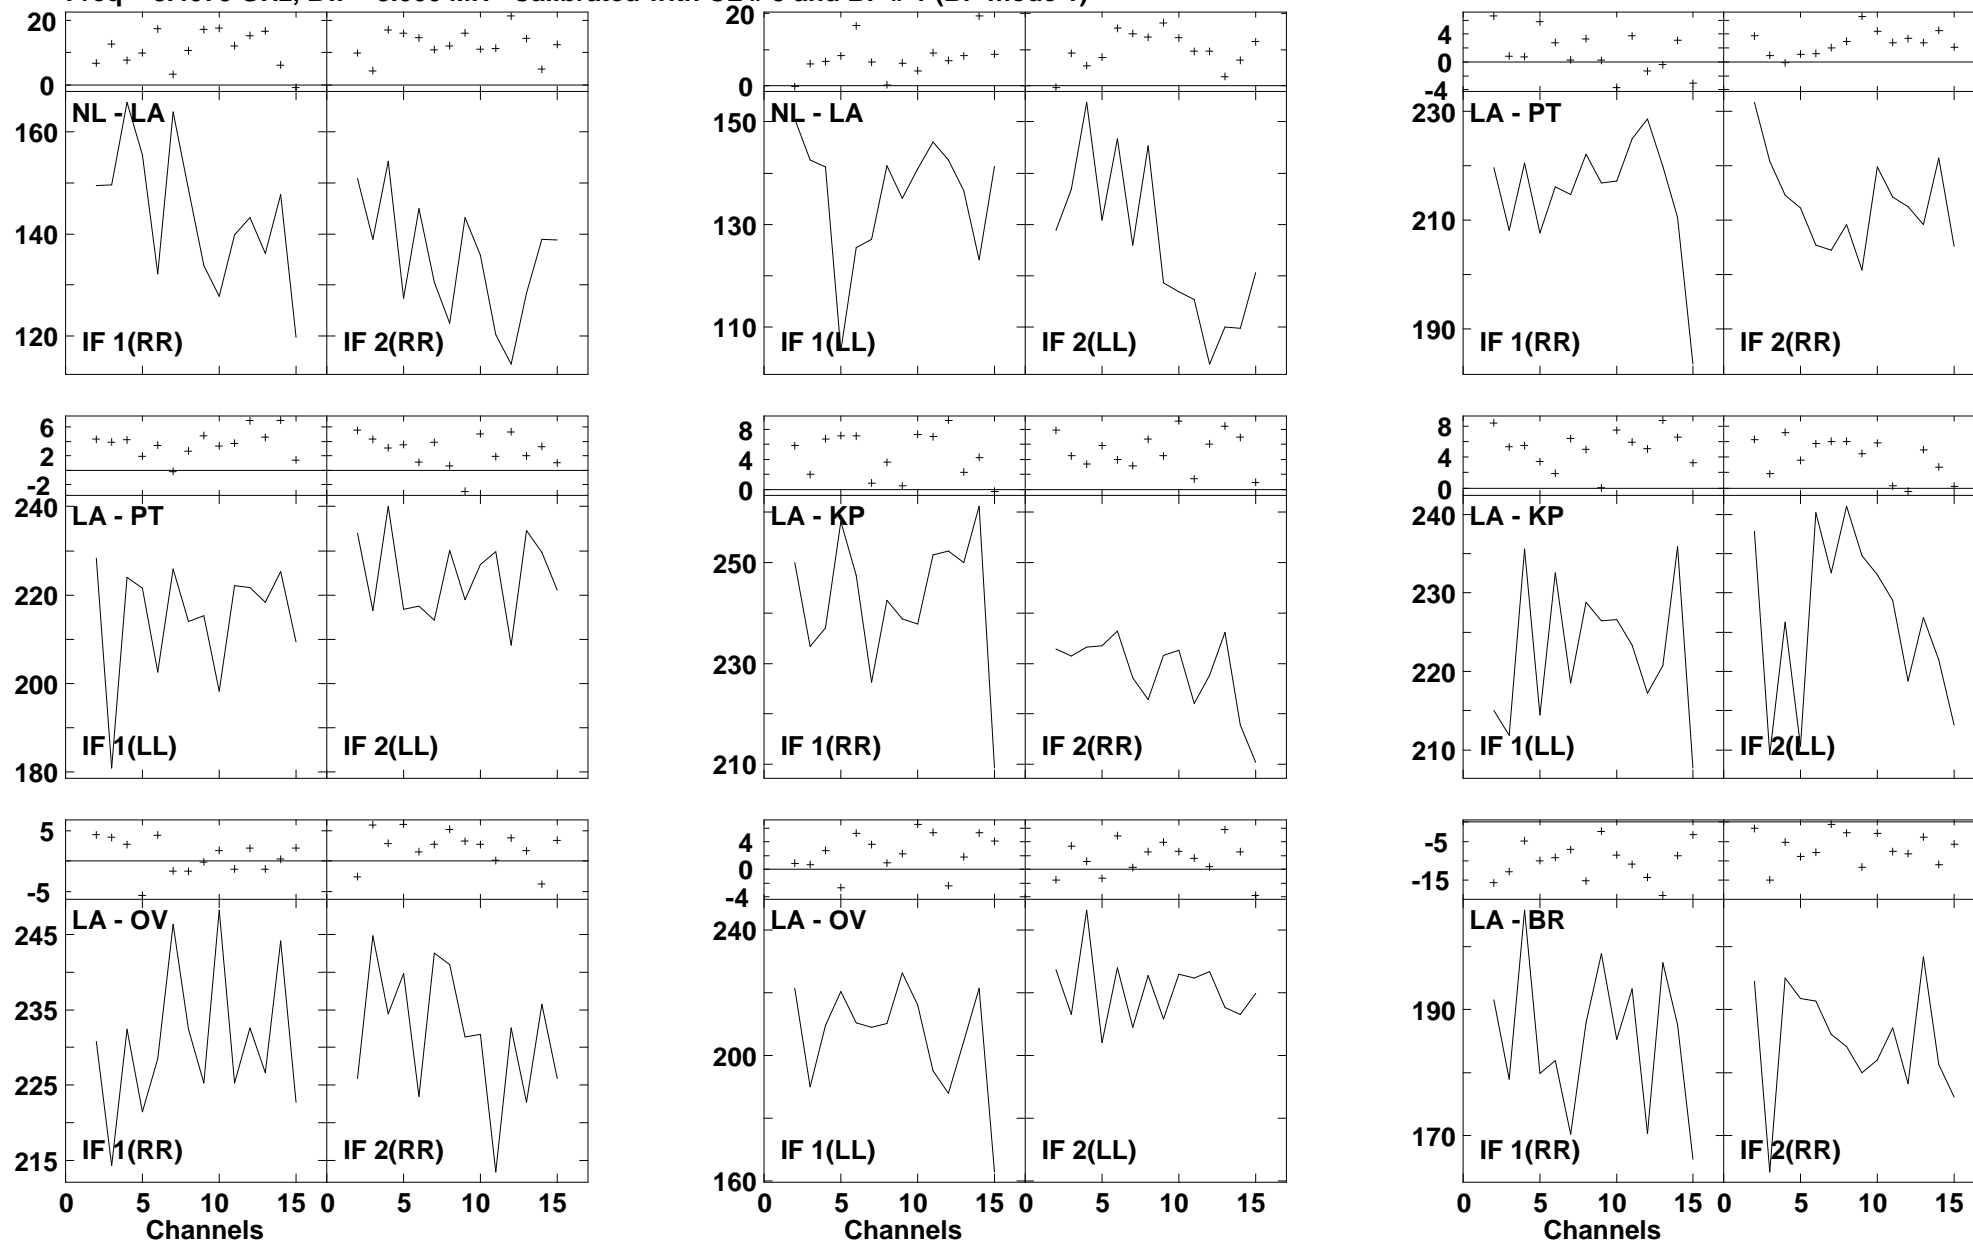 20
0
NL - LA
160
140
120
IF 1(RR)
IF 2(RR)
20
0
NL - LA
150
130
110
IF 1(LL)
IF 2(LL)
4
0
-4
LA - PT
230
210
190
IF 1(RR)
IF 2(RR)
6
2
-2
LA - PT
240
220
200
180
IF 1(LL)
IF 2(LL)
8
4
0
LA - KP
250
230
210
IF 1(RR)
IF 2(RR)
8
4
0
LA - KP
240
230
220
210
IF 1(LL)
IF 2(LL)
5
-5
LA - OV
245
235
225
215
IF 1(RR)
IF 2(RR)
0 5 10 15 0 5 10 15
Channels
4
0
-4
LA - OV
240
200
160
IF 1(LL)
IF 2(LL)
0 5 10 15 0 5 10 15
Channels
-5
-15
LA - BR
190
170
IF 1(RR)
IF 2(RR)
0 5 10 15 0 5 10 15
Channels